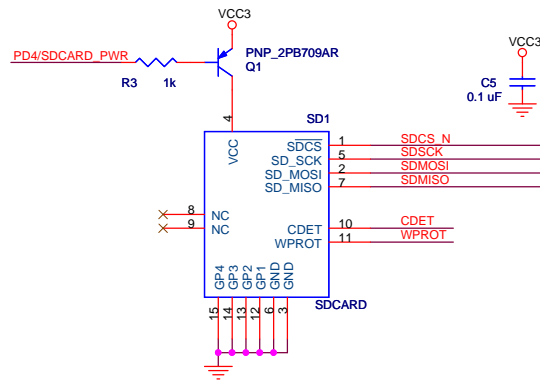 VCC3
PD4/SDCARD_PWR
R3 1k
PNP_2PB709AR
Q1
VCC3
C5
0.1 uF
SD1
4
VCC
SDCS 1 SDCS_N
SD_SCK 5 SDSCK
SD_MOSI 2 SDMOSI
SD_MISO 7 SDMISO
8 NC
9 NC
CDET 10 CDET
WPROT 11 WPROT
GP4 GP3 GP2 GP1 GND GND
SDCARD
15 14 13 12 6 3